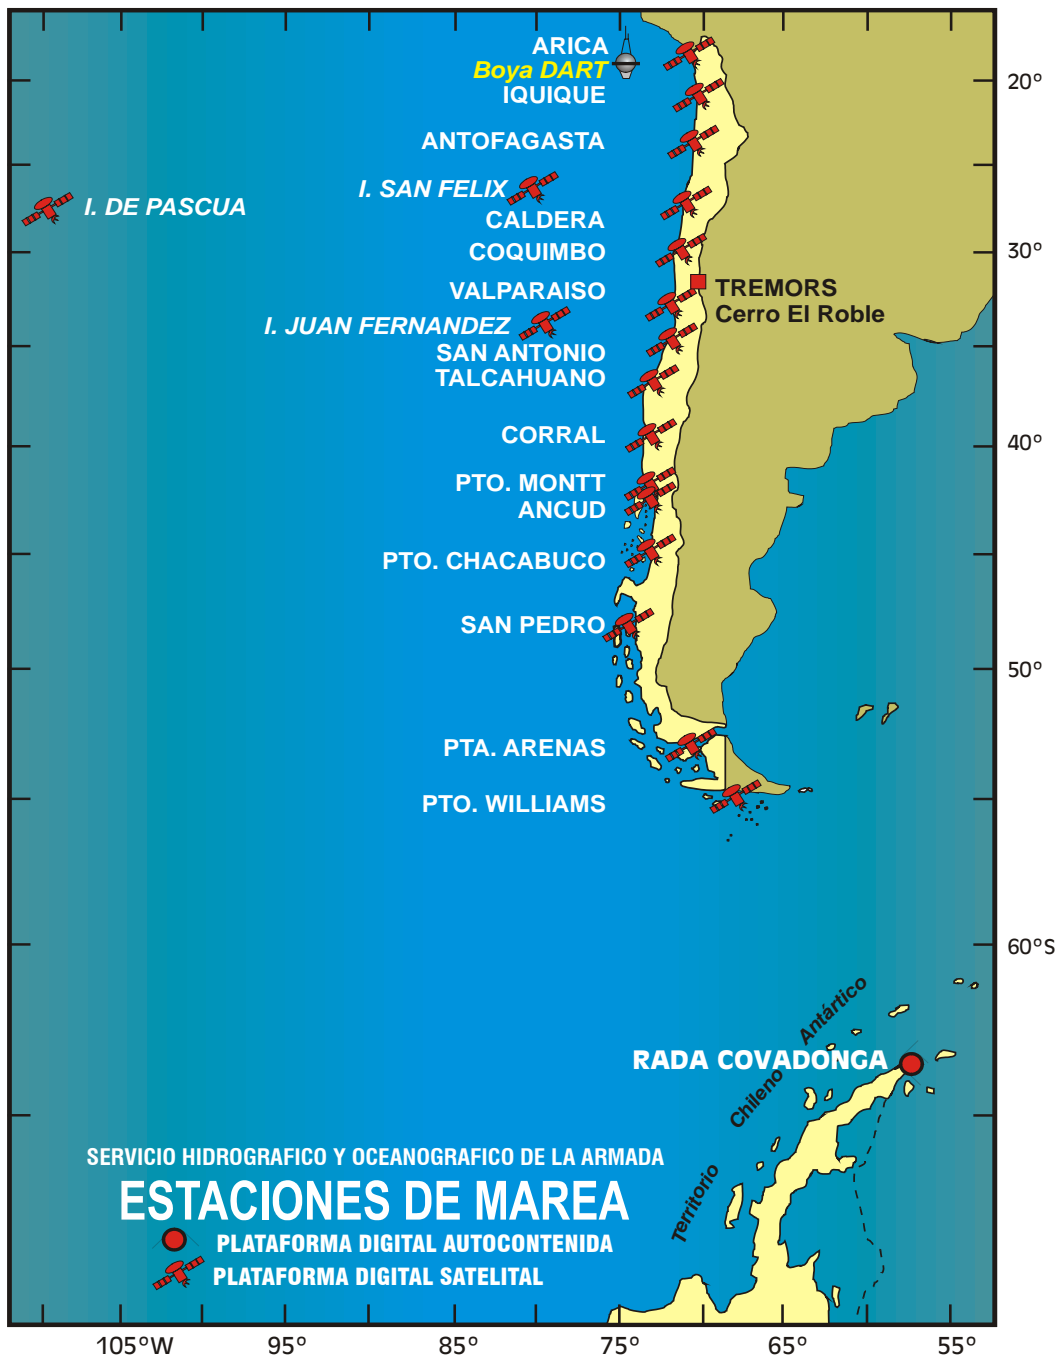 ARICA
Boya DART
IQUIQUE
20°
ANTOFAGASTA
I. SAN FELIX
I. DE PASCUA
CALDERA
COQUIMBO
30°
VALPARAISO
TREMORS
Cerro El Roble
I. JUAN FERNANDEZ
SAN ANTONIO
TALCAHUANO
CORRAL
40°
PTO. MONTT
ANCUD
PTO. CHACABUCO
SAN PEDRO
50°
PTA. ARENAS
PTO. WILLIAMS
60°S
RADA COVADONGA
Territorio Chileno Antártico
SERVICIO HIDROGRAFICO Y OCEANOGRAFICO DE LA ARMADA
ESTACIONES DE MAREA
PLATAFORMA DIGITAL AUTOCONTENIDA
PLATAFORMA DIGITAL SATELITAL
105°W 95° 85° 75° 65° 55°